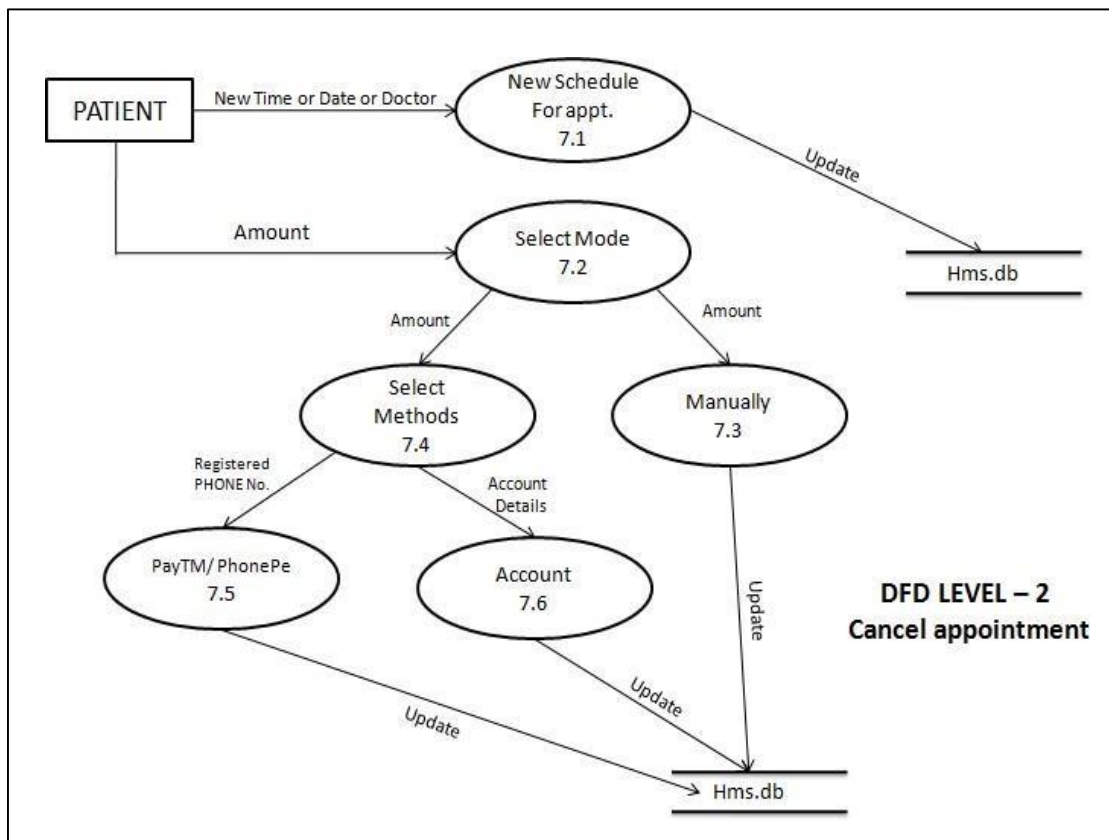 PATIENT
New Time or Date or Doctor
New Schedule
For appt.
7.1
Update
Hms.db
Amount
Select Mode
7.2
Amount
Amount
Select
Methods
7.4
Manually
7.3
Registered
PHONE No.
Account
Details
PayTM/ PhonePe
7.5
Account
7.6
Update
DFD LEVEL – 2
Cancel appointment
Update
Update
Hms.db